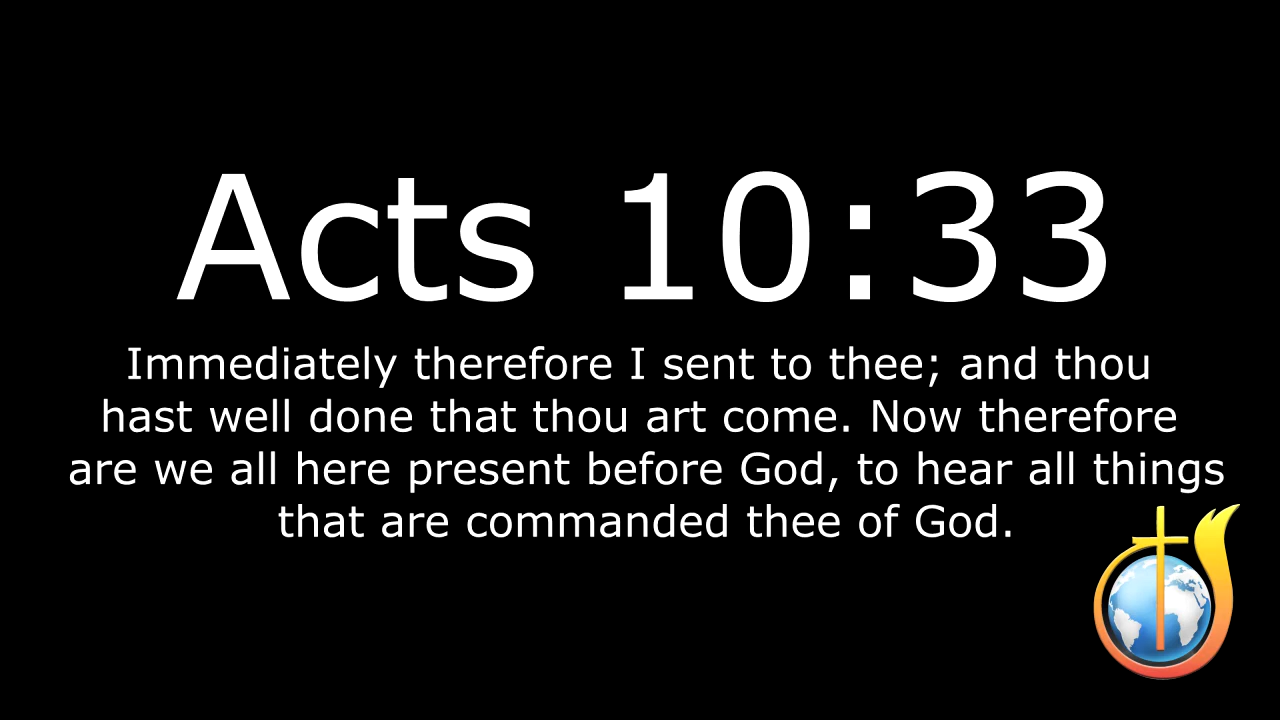 Acts 10:33
Immediately therefore I sent to thee; and thou
hast well done that thou art come. Now therefore
are we all here present before God, to hear all things
that are commanded thee of God.